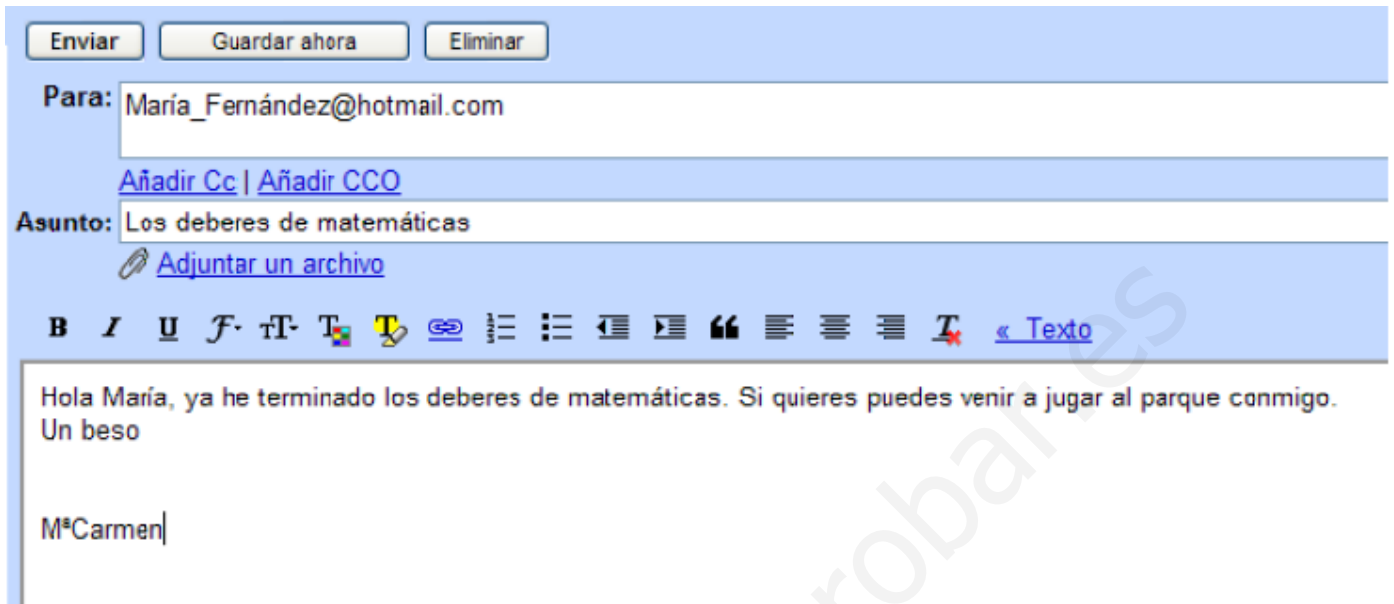 Enviar Guardar ahora Eliminar
Para: María_Fernández@hotmail.com
Añadir Cc | Añadir CCO
Asunto: Los deberes de matemáticas
Adjuntar un archivo
B I U F T T T « Texto
Hola María, ya he terminado los deberes de matemáticas. Si quieres puedes venir a jugar al parque conmigo.
Un beso
MªCarmen